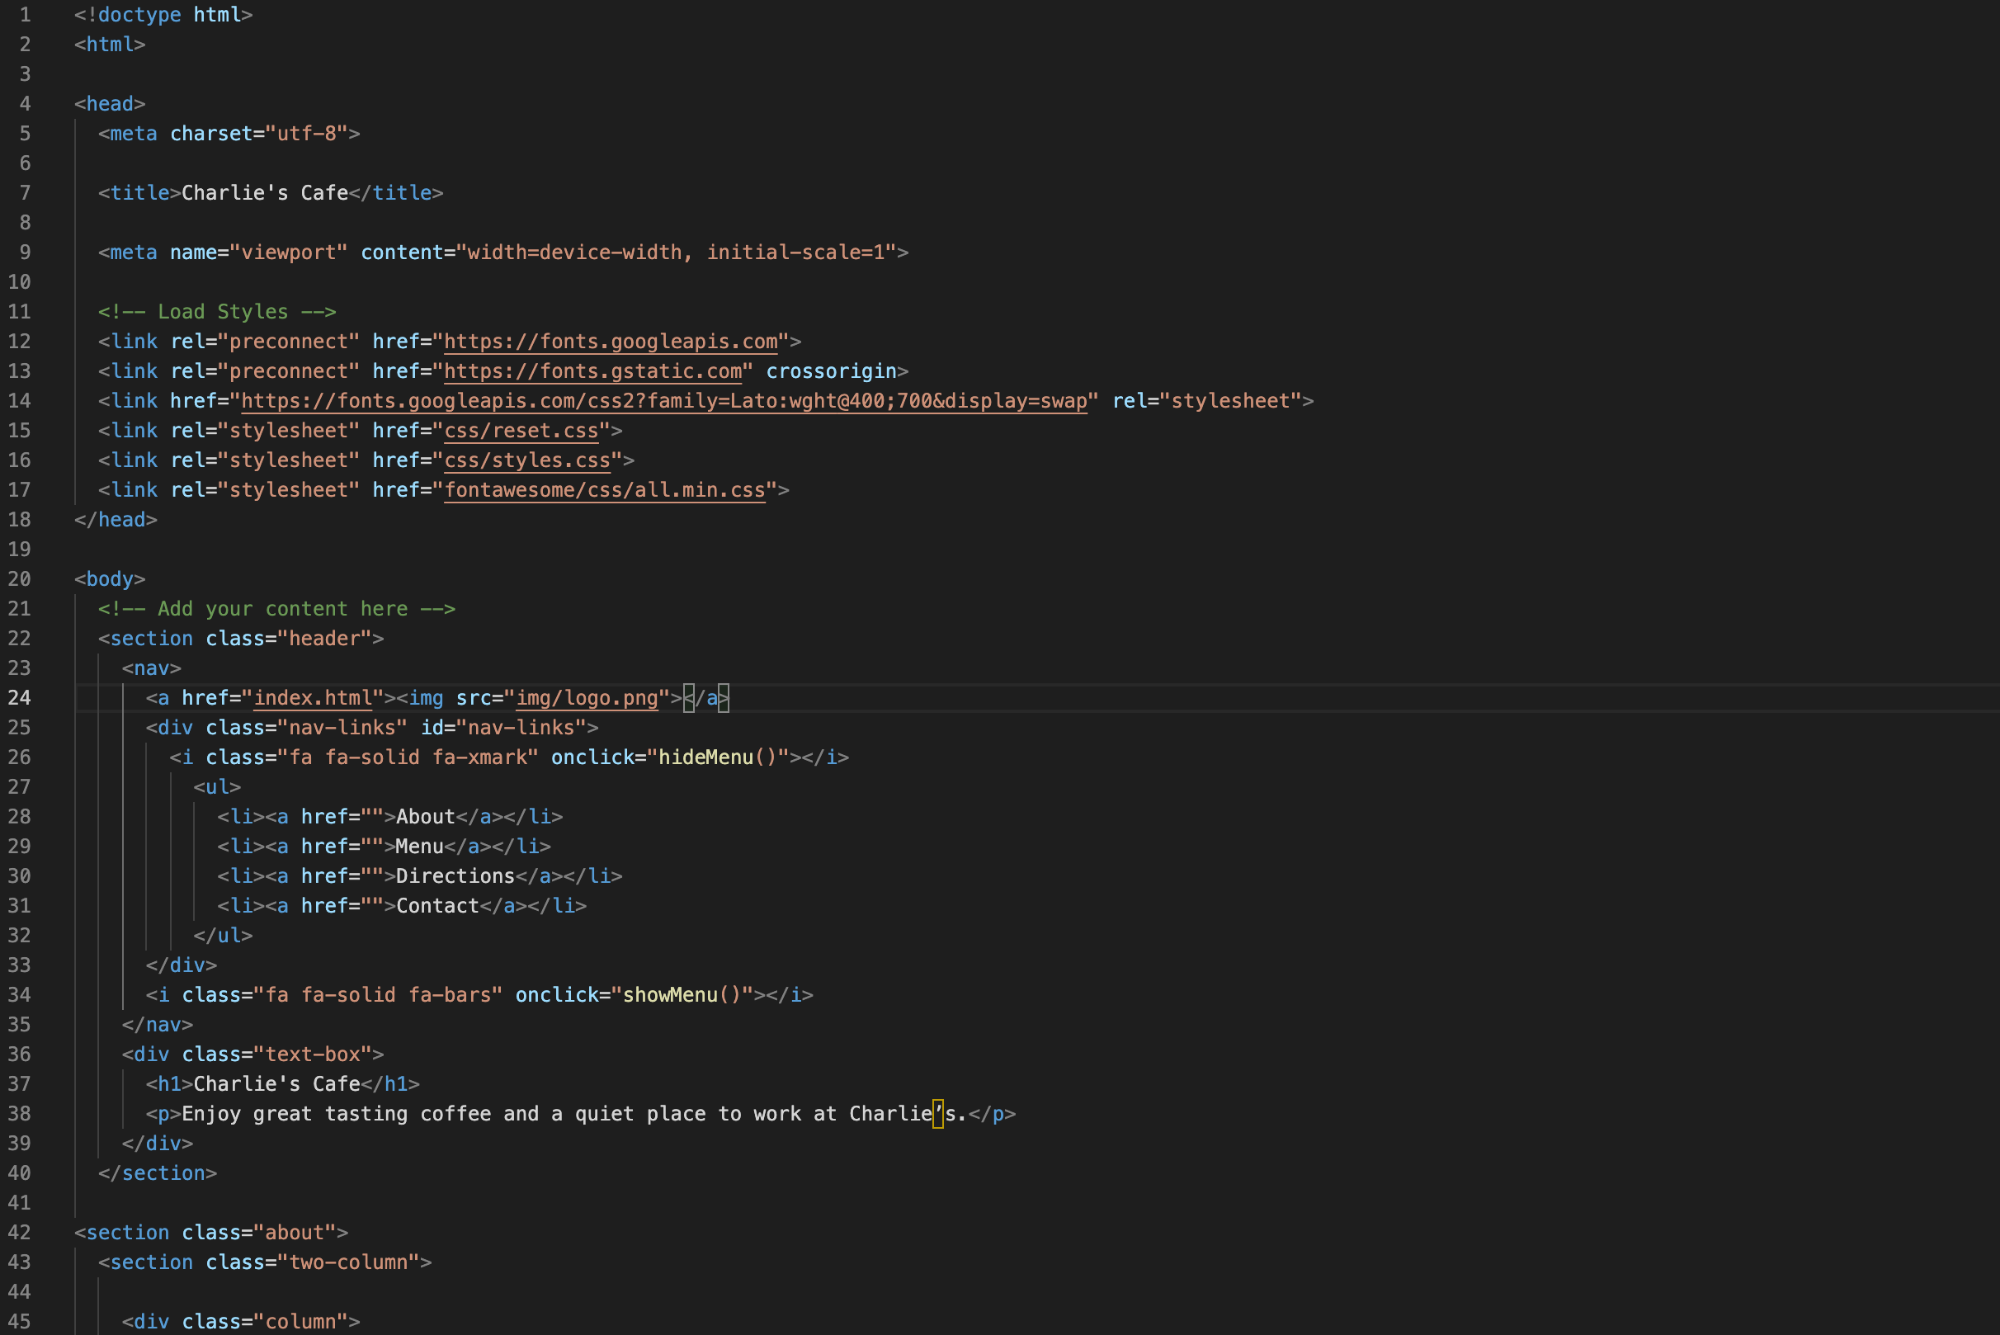 1 <!doctype html>
2 <html>
3
4 <head>
5 <meta charset="utf-8">
6
7 <title>Charlie's Cafe</title>
8
9 <meta name="viewport" content="width=device-width, initial-scale=1">
10
11 <!-- Load Styles -->
12 <link rel="preconnect" href="https://fonts.googleapis.com">
13 <link rel="preconnect" href="https://fonts.gstatic.com" crossorigin>
14 <link href="https://fonts.googleapis.com/css2?family=Lato:wght@400;700&display=swap" rel="stylesheet">
15 <link rel="stylesheet" href="css/reset.css">
16 <link rel="stylesheet" href="css/styles.css">
17 <link rel="stylesheet" href="fontawesome/css/all.min.css">
18 </head>
19
20 <body>
21 <!-- Add your content here -->
22 <section class="header">
23 <nav>
24 <a href="index.html"><img src="img/logo.png"></a>
25 <div class="nav-links" id="nav-links">
26 <i class="fa fa-solid fa-xmark" onclick="hideMenu()"></i>
27 <ul>
28 <li><a href="">About</a></li>
29 <li><a href="">Menu</a></li>
30 <li><a href="">Directions</a></li>
31 <li><a href="">Contact</a></li>
32 </ul>
33 </div>
34 <i class="fa fa-solid fa-bars" onclick="showMenu()"></i>
35 </nav>
36 <div class="text-box">
37 <h1>Charlie's Cafe</h1>
38 <p>Enjoy great tasting coffee and a quiet place to work at Charlie’s.</p>
39 </div>
40 </section>
41
42 <section class="about">
43 <section class="two-column">
44
45 <div class="column">